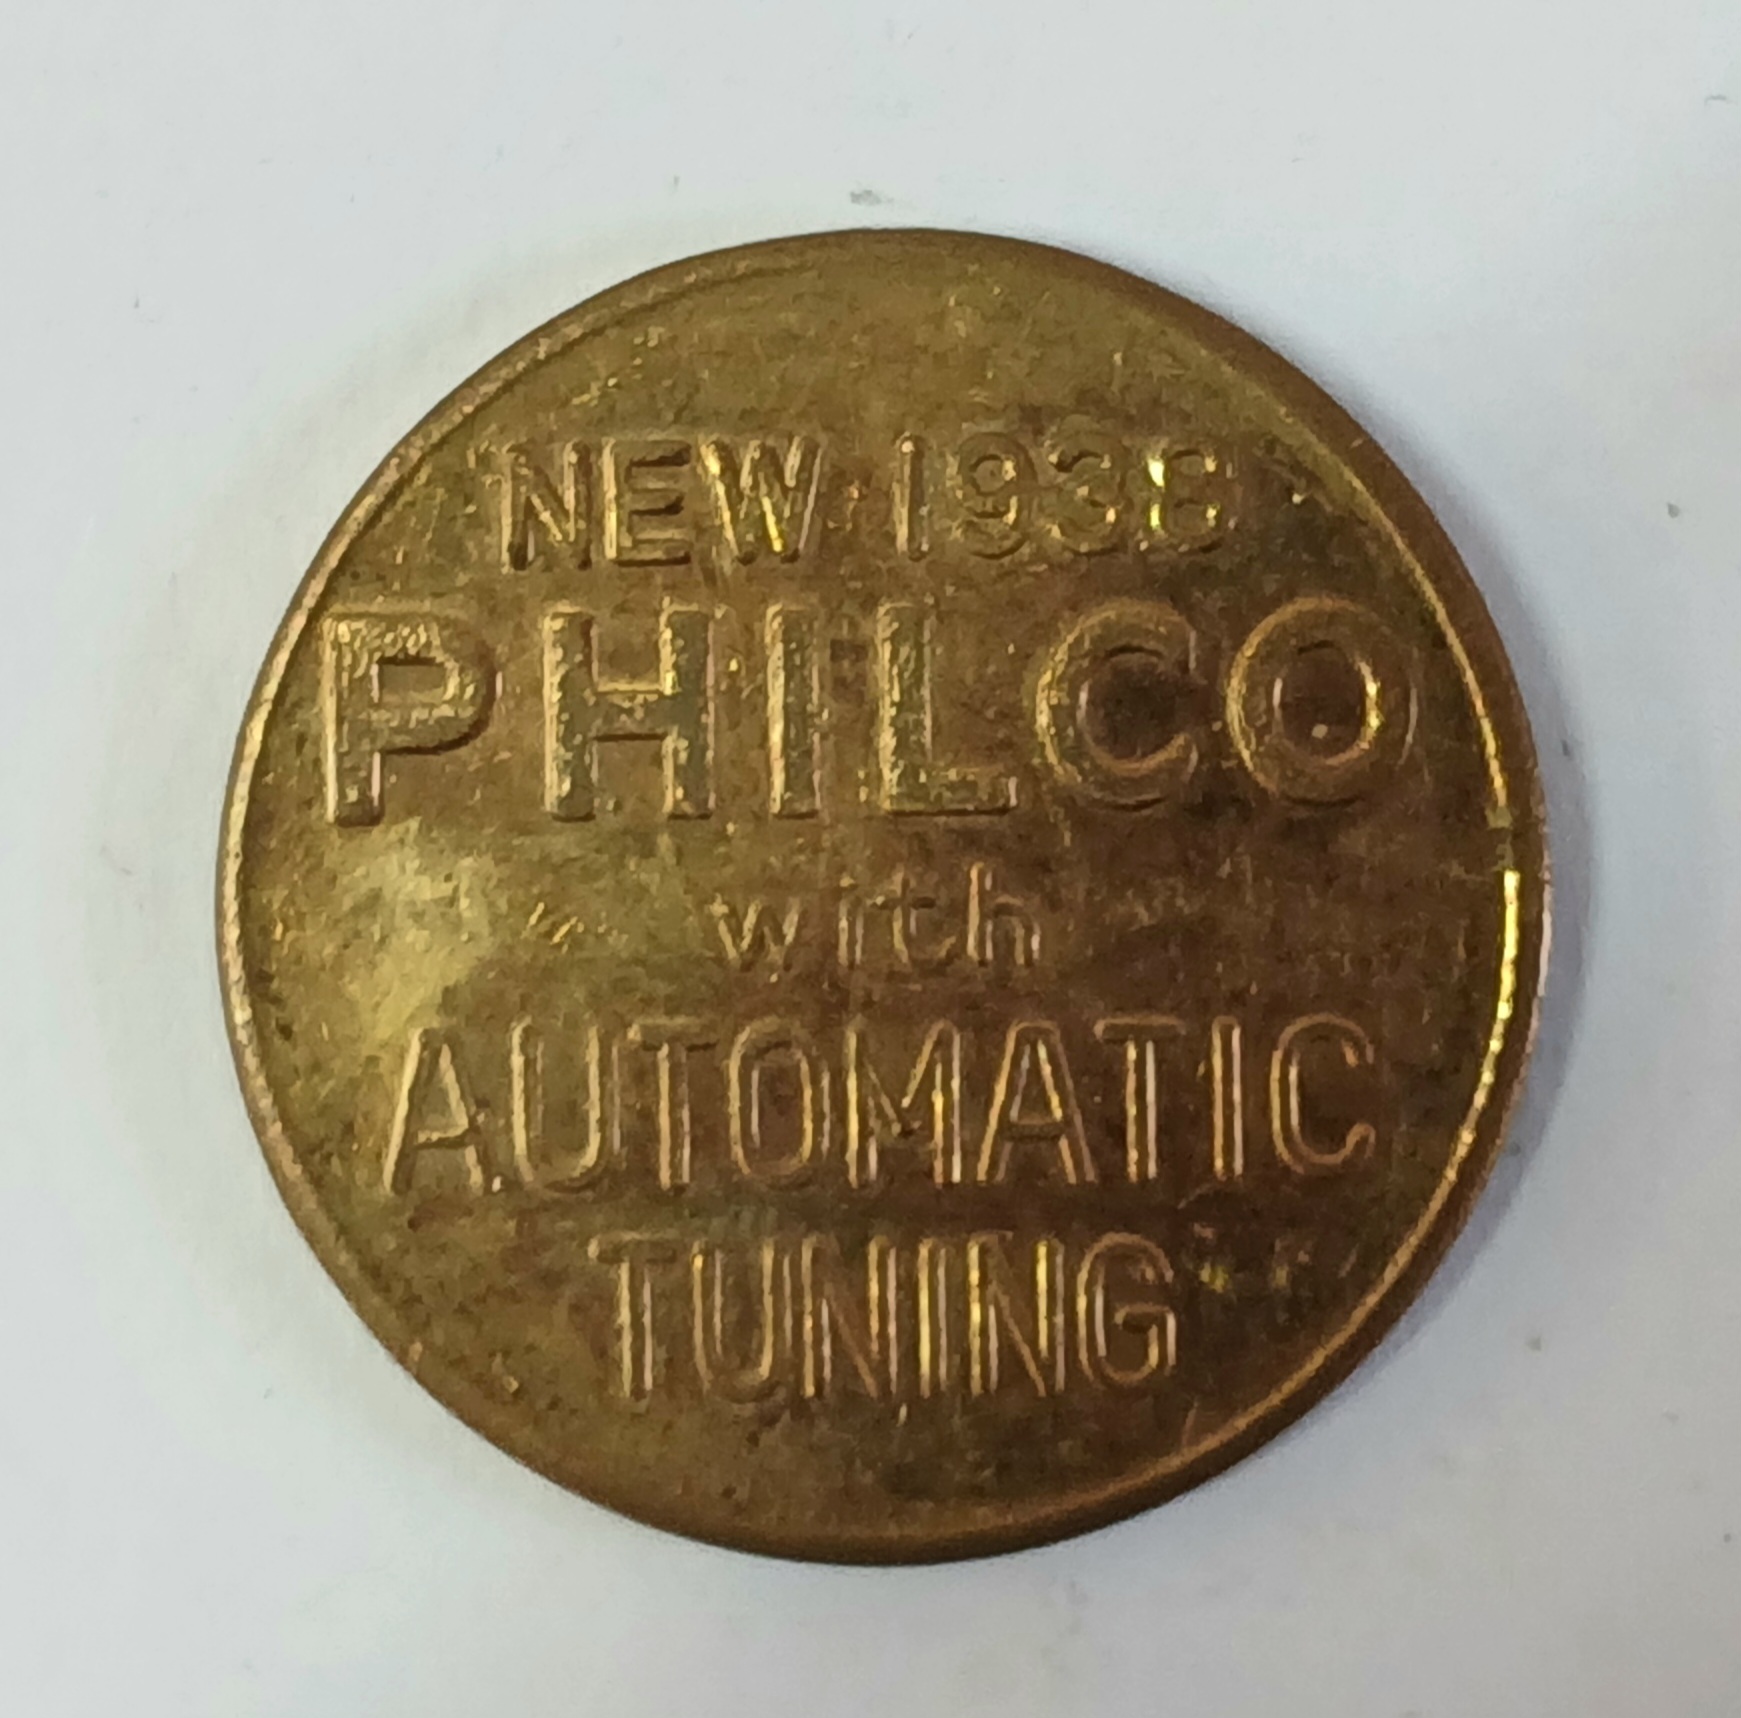 NEW 1938
PHILCO
with
AUTOMATIC
TUNING